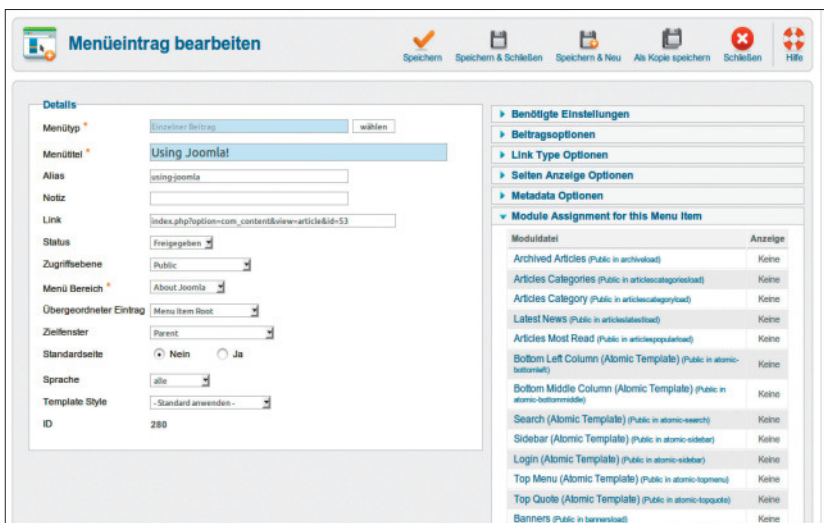 Menüeintrag bearbeiten
Speichern
Speichern & Schließen
Speichern & Neu
Als Kopie speichern
Schließen
Hilfe
Details
Menütyp *
Einzelner Beitrag
wählen
Menütitel *
Using Joomla!
Alias
using-joomla
Notiz
Link
index.php?option=com_content&view=article&id=53
Status
Freigegeben
Zugriffsebene
Public
Menü Bereich *
About Joomla
Übergeordneter Eintrag
Menu Item Root
Zielfenster
Parent
Standardseite
Nein
Ja
Sprache
alle
Template Style
- Standard anwenden -
ID
280
Benötigte Einstellungen
Beitragsoptionen
Link Type Optionen
Seiten Anzeige Optionen
Metadata Optionen
Module Assignment for this Menu Item
Moduldatei Anzeige
Archived Articles (Public in archiveload) Keine
Articles Categories (Public in articlescategoriesload) Keine
Articles Category (Public in articlescategoryload) Keine
Latest News (Public in articleslatestload) Keine
Articles Most Read (Public in articlespopularload) Keine
Bottom Left Column (Atomic Template) (Public in atomic-
bottomleft) Keine
Bottom Middle Column (Atomic Template) (Public in
atomic-bottommiddle) Keine
Search (Atomic Template) (Public in atomic-search) Keine
Sidebar (Atomic Template) (Public in atomic-sidebar) Keine
Login (Atomic Template) (Public in atomic-sidebar) Keine
Top Menu (Atomic Template) (Public in atomic-topmenu) Keine
Top Quote (Atomic Template) (Public in atomic-topquote) Keine
Banners (Public in bannersload) Keine